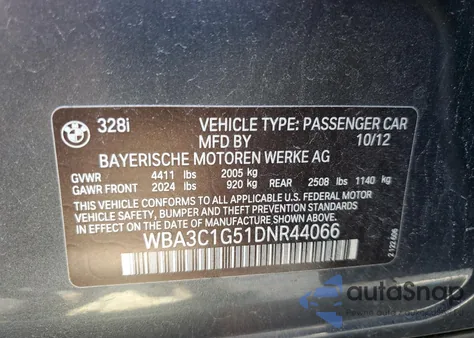 328i VEHICLE TYPE: PASSENGER CAR
MFD BY 10/12
BAYERISCHE MOTOREN WERKE AG
GVWR 4411 lbs 2005 kg
GAWR FRONT 2024 lbs 920 kg REAR 2508 lbs 1140 kg
THIS VEHICLE CONFORMS TO ALL APPLICABLE U.S. FEDERAL MOTOR
VEHICLE SAFETY, BUMPER, AND THEFT PREVENTION STANDARDS
IN EFFECT ON THE DATE OF MANUFACTURE SHOWN ABOVE.
WBA3C1G51DNR44066
autoSnap